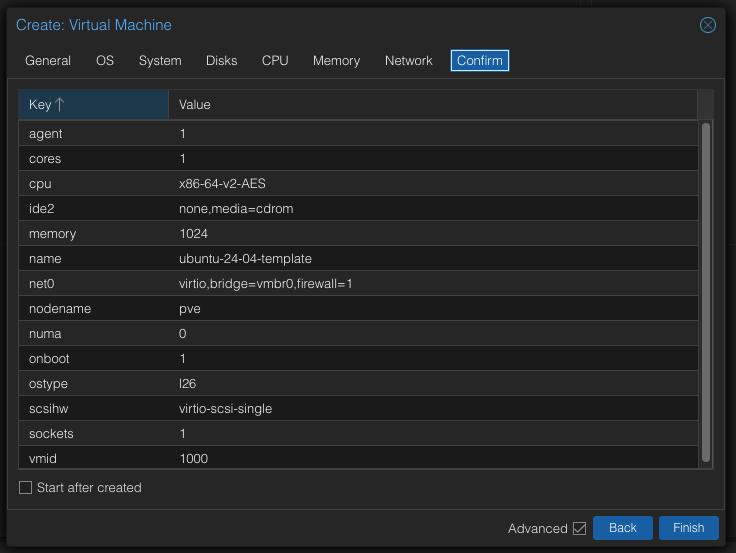 Create: Virtual Machine
General OS System Disks CPU Memory Network Confirm
Key Value
agent 1
cores 1
cpu x86-64-v2-AES
ide2 none,media=cdrom
memory 1024
name ubuntu-24-04-template
net0 virtio,bridge=vmbr0,firewall=1
nodename pve
numa 0
onboot 1
ostype l26
scsihw virtio-scsi-single
sockets 1
vmid 1000
Start after created
Advanced Back Finish